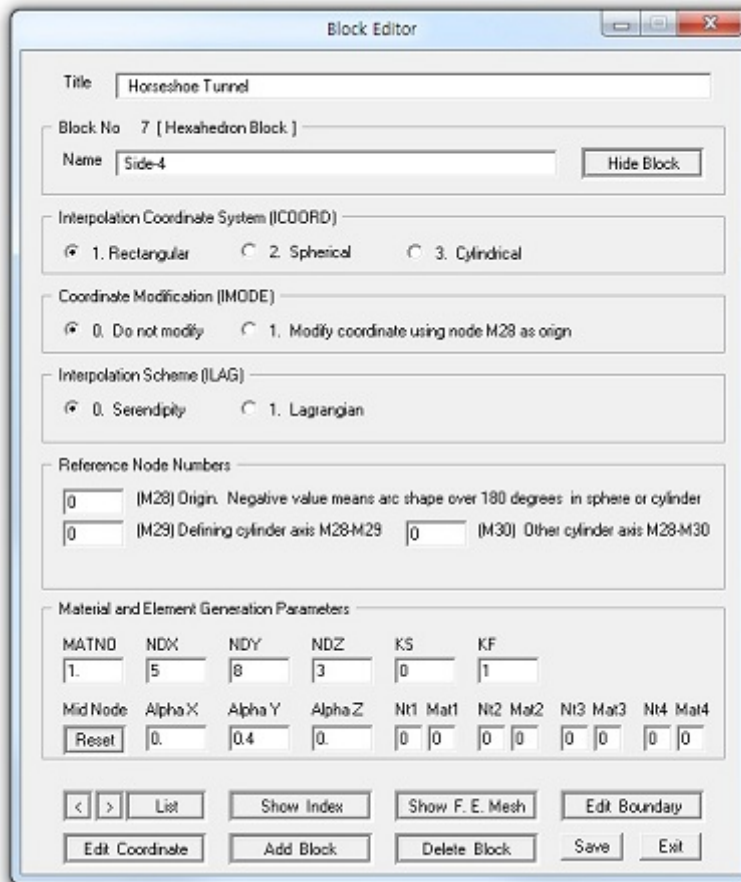 Block Editor
Title Horseshoe Tunnel
Block No 7 [ Hexahedron Block ]
Name Side-4 Hide Block
Interpolation Coordinate System (ICOORD)
1. Rectangular 2. Spherical 3. Cylindrical
Coordinate Modification (IMODE)
0. Do not modify 1. Modify coordinate using node M28 as orign
Interpolation Scheme (ILAG)
0. Serendipity 1. Lagrangian
Reference Node Numbers
0 (M28) Origin. Negative value means arc shape over 180 degrees in sphere or cylinder
0 (M29) Defining cylinder axis M28-M29 0 (M30) Other cylinder axis M28-M30
Material and Element Generation Parameters
MATNO NDX NDY NDZ KS KF
1. 5 8 3 0 1
Mid Node Alpha X Alpha Y Alpha Z Nt1 Mat1 Nt2 Mat2 Nt3 Mat3 Nt4 Mat4
Reset 0. 0.4 0. 0 0 0 0 0 0 0 0
< > List Show Index Show F. E. Mesh Edit Boundary
Edit Coordinate Add Block Delete Block Save Exit